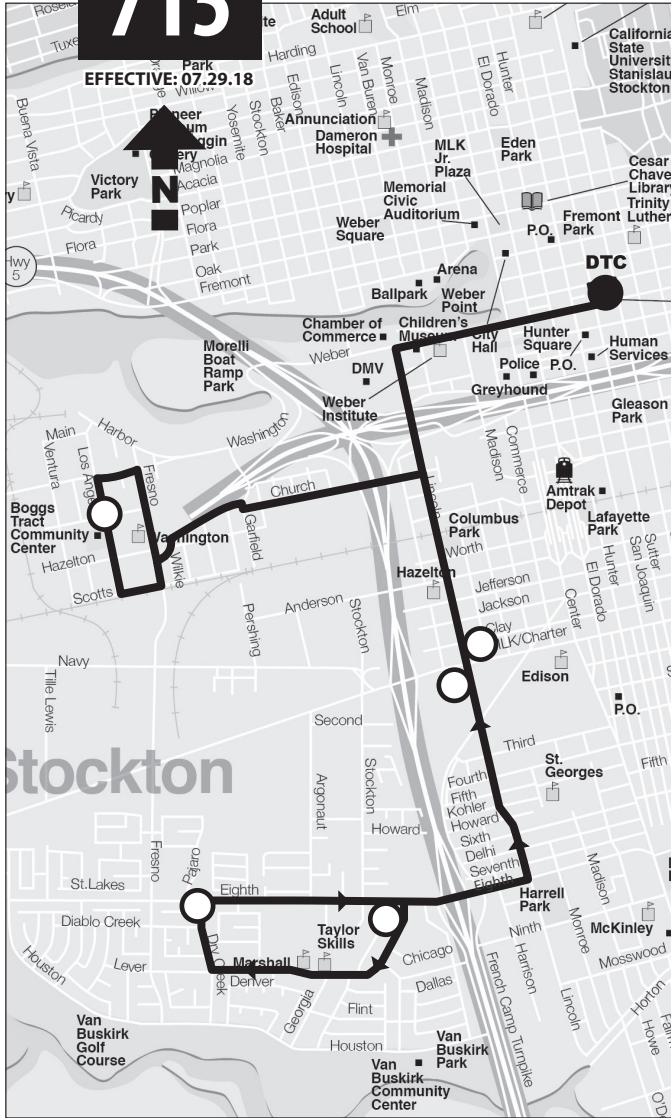 715
EFFECTIVE: 07.29.18
N
Tuxe
Park
Willow
Adult
School
Elm
Harding
Edison
Lincoln
Van Buren
Monroe
Madison
El Dorado
Hunter
California
State
Stockton
Buena Vista
Yosemite
Stockton
Baker
Annunciation
Dameron
Hospital
Magnolia
Acacia
Victory
Park
Poplar
Picardy
Flora
Flora
Park
Oak
Fremont
Hwy
5
MLK
Jr.
Plaza
Eden
Park
Cesar
Memorial
Civic
Auditorium
Weber
Square
P.O.
Fremont
Park
Trinity
DTC
Arena
Ballpark
Weber
Point
Chamber of
Commerce
Children's
Museum
City
Hall
Hunter
Square
Human
Services
Morelli
Boat
Ramp
Park
Weber
DMV
Police
P.O.
Greyhound
Weber
Institute
Gleason
Park
Main
Harbor
Washington
Ventura
Los Angeles
Fresno
Madison
Commerce
Church
Lincoln
Amtrak
Depot
Boggs
Tract
Community
Center
Washington
Garfield
Columbus
Park
Lafayette
Park
Worth
Hazelton
Wilkie
Hazelton
Sutter
San Joaquin
Hunter
El Dorado
Center
Scotts
Jefferson
Jackson
Anderson
Pershing
Stockton
Clay
MLK/Charter
Navy
Edison
Tille Lewis
P.O.
Second
Third
Stockton
St.
Georges
Fifth
Argonaut
Stockton
Fourth
Fifth
Kohler
Howard
Howard
Sixth
Delhi
Seventh
Eighth
Fresno
Pajaro
St.Lakes
Eighth
Harrell
Park
Madison
Diablo Creek
Taylor
Skills
Ninth
Monroe
McKinley
Houston
Lever
Dry Creek
Marshall
Denver
Chicago
Dallas
Mosswood
Georgia
Flint
Houston
French Camp Turnpike
Harrison
Lincoln
Horton
Howe
Van
Buskirk
Golf
Course
Van
Buskirk
Park
Van
Buskirk
Community
Center